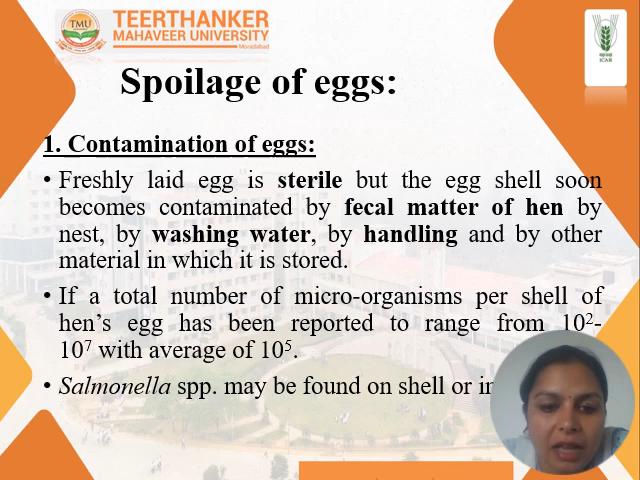 TMU
TEERTHANKER
MAHAVEER UNIVERSITY
Moradabad
ICAR
Spoilage of eggs:
1. Contamination of eggs:
• Freshly laid egg is sterile but the egg shell soon
becomes contaminated by fecal matter of hen by
nest, by washing water, by handling and by other
material in which it is stored.
• If a total number of micro-organisms per shell of
hen's egg has been reported to range from 10²-
10⁷ with average of 10⁵.
• Salmonella spp. may be found on shell or in